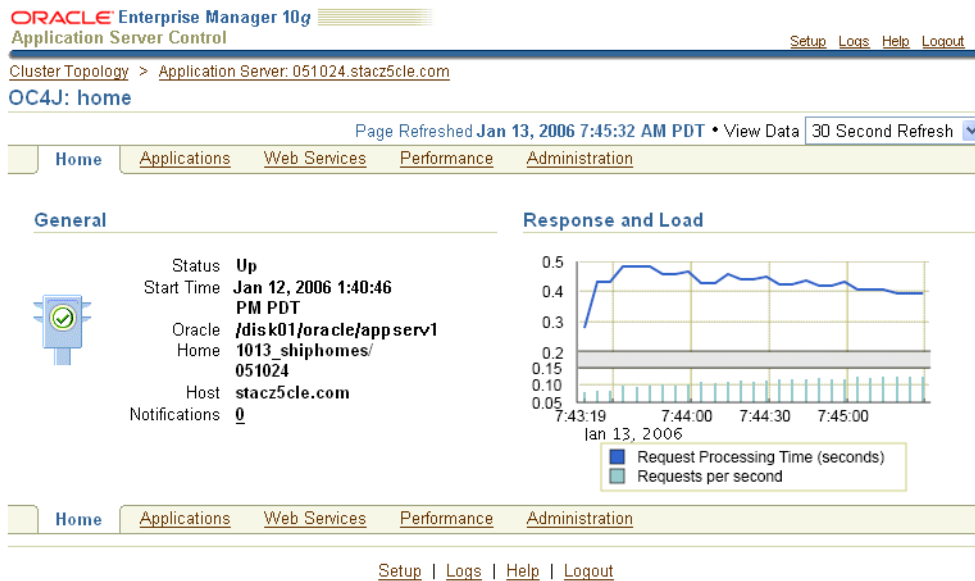 ORACLE Enterprise Manager 10g
Application Server Control
Setup Logs Help Logout
Cluster Topology > Application Server: 051024.stacz5cle.com
OC4J: home
Page Refreshed Jan 13, 2006 7:45:32 AM PDT • View Data 30 Second Refresh
Home Applications Web Services Performance Administration
General
Status Up
Start Time Jan 12, 2006 1:40:46
PM PDT
Oracle /disk01/oracle/appserv1
Home 1013_shiphomes/
051024
Host stacz5cle.com
Notifications 0
Response and Load
0.5
0.4
0.3
0.2
0.15
0.10
0.05
7:43:19 7:44:00 7:44:30 7:45:00
Jan 13, 2006
Request Processing Time (seconds)
Requests per second
Home Applications Web Services Performance Administration
Setup | Logs | Help | Logout